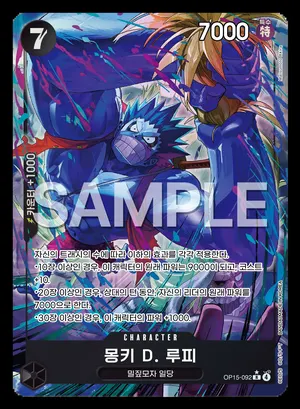 7
7000
특수
特
카운터 +1000
SAMPLE
자신의 트래시의 수에 따라 이하의 효과를 각각 적용한다.
·10장 이상인 경우, 이 캐릭터의 원래 파워는 9000이 되고, 코스트
+10.
·20장 이상인 경우, 상대의 턴 동안, 자신의 리더의 원래 파워를
7000으로 한다.
·30장 이상인 경우, 이 캐릭터의 파워 +1000.
CHARACTER
몽키 D. 루피
밀짚모자 일당
OP15-092
4